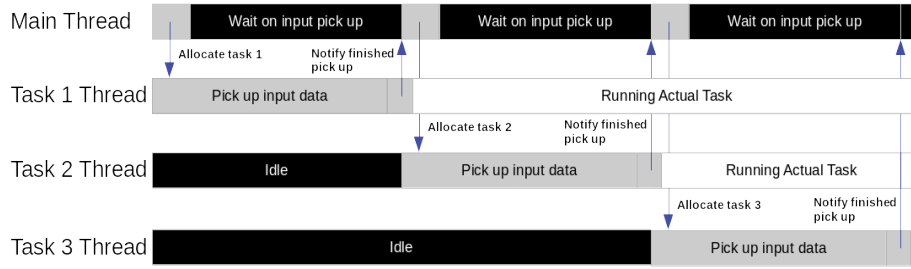 Main Thread
Wait on input pick up
Wait on input pick up
Wait on input pick up
Allocate task 1
Notify finished
pick up
Task 1 Thread
Pick up input data
Running Actual Task
Allocate task 2
Notify finished
pick up
Task 2 Thread
Idle
Pick up input data
Running Actual Task
Allocate task 3
Notify finished
pick up
Task 3 Thread
Idle
Pick up input data